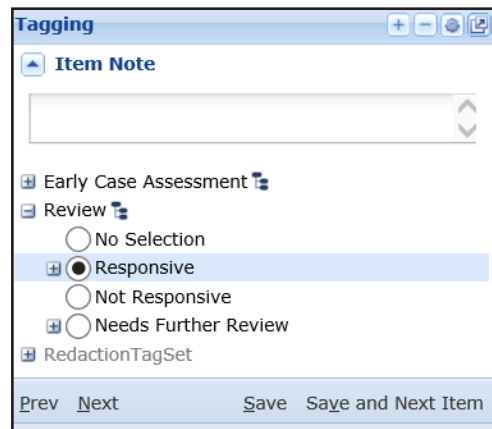 Tagging
Item Note
Early Case Assessment
Review
No Selection
Responsive
Not Responsive
Needs Further Review
RedactionTagSet
Prev Next Save Save and Next Item